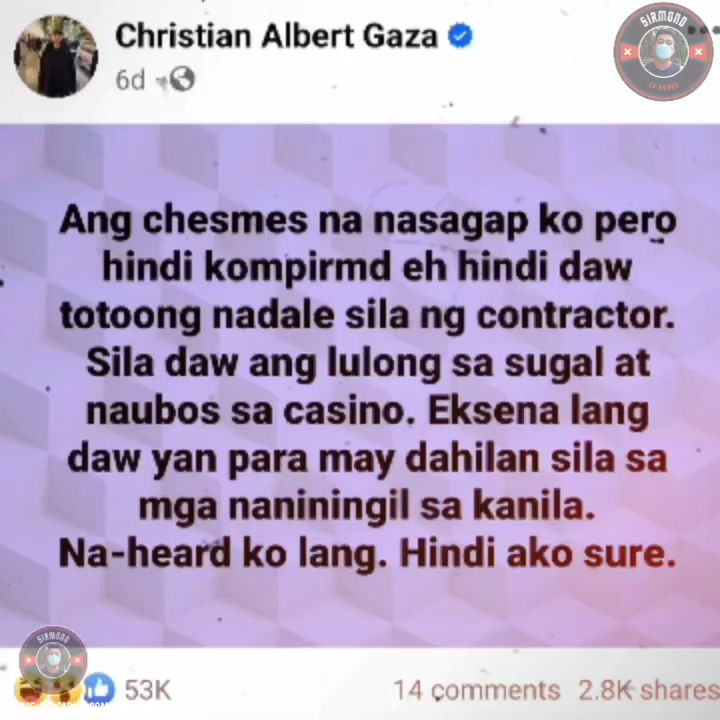 Christian Albert Gaza
6d
SIRMORD
Ang chesmes na nasagap ko pero
hindi kompirmd eh hindi daw
totoong nadale sila ng contractor.
Sila daw ang lulong sa sugal at
naubos sa casino. Eksena lang
daw yan para may dahilan sila sa
mga naniningil sa kanila.
Na-heard ko lang. Hindi ako sure.
SIRMORD
53K
14 comments 2.8K shares